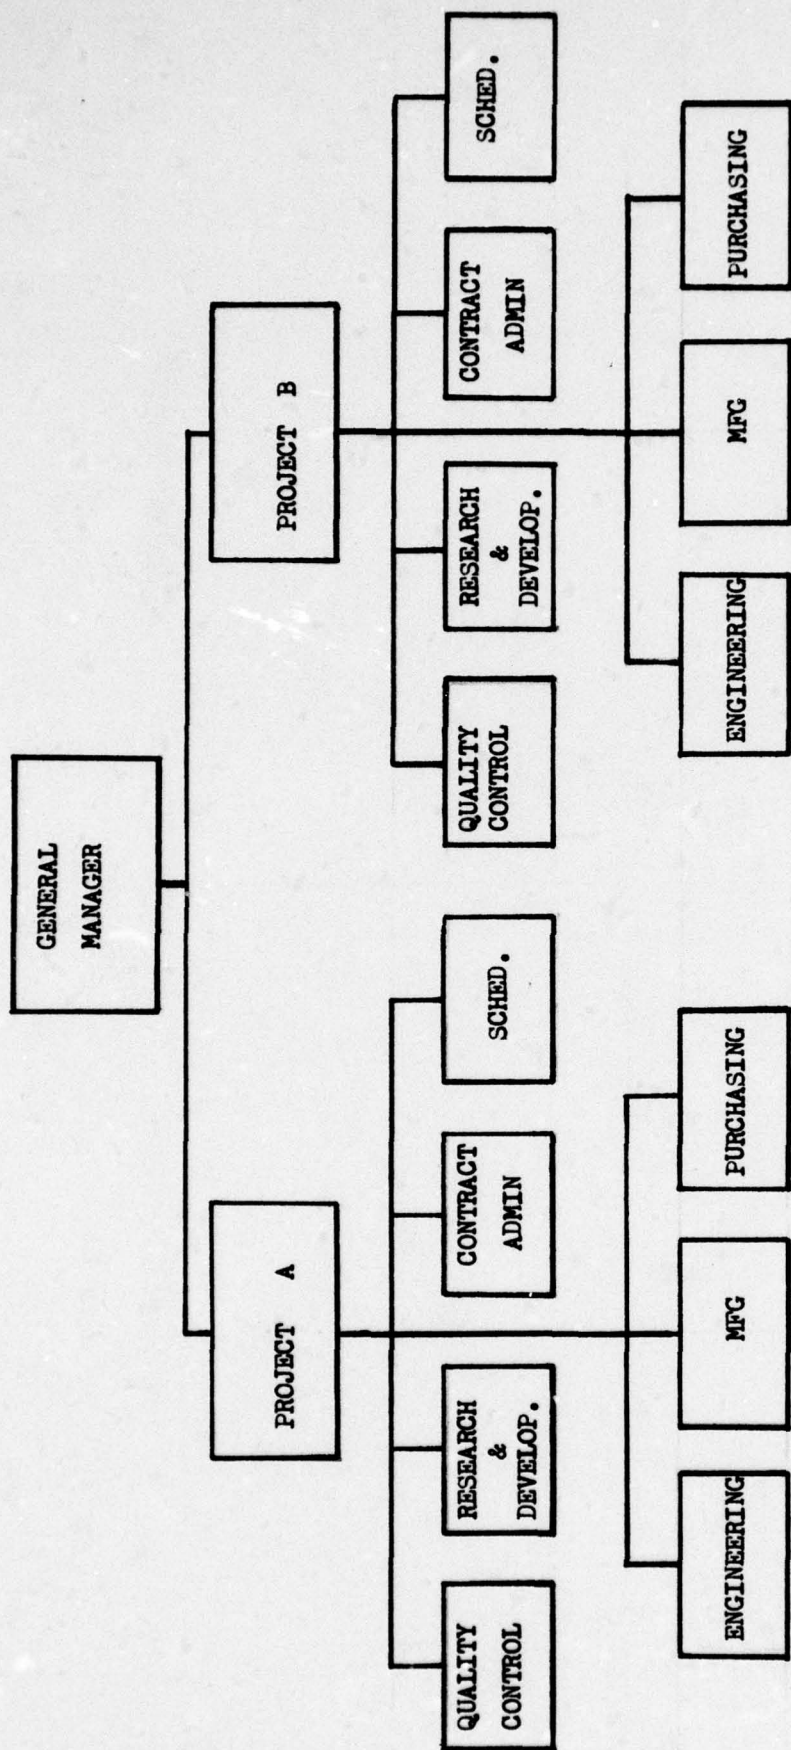 GENERAL
MANAGER
PROJECT A
PROJECT B
QUALITY
CONTROL
RESEARCH
&
DEVELOP.
CONTRACT
ADMIN
SCHED.
QUALITY
CONTROL
RESEARCH
&
DEVELOP.
CONTRACT
ADMIN
SCHED.
ENGINEERING
MFG
PURCHASING
ENGINEERING
MFG
PURCHASING